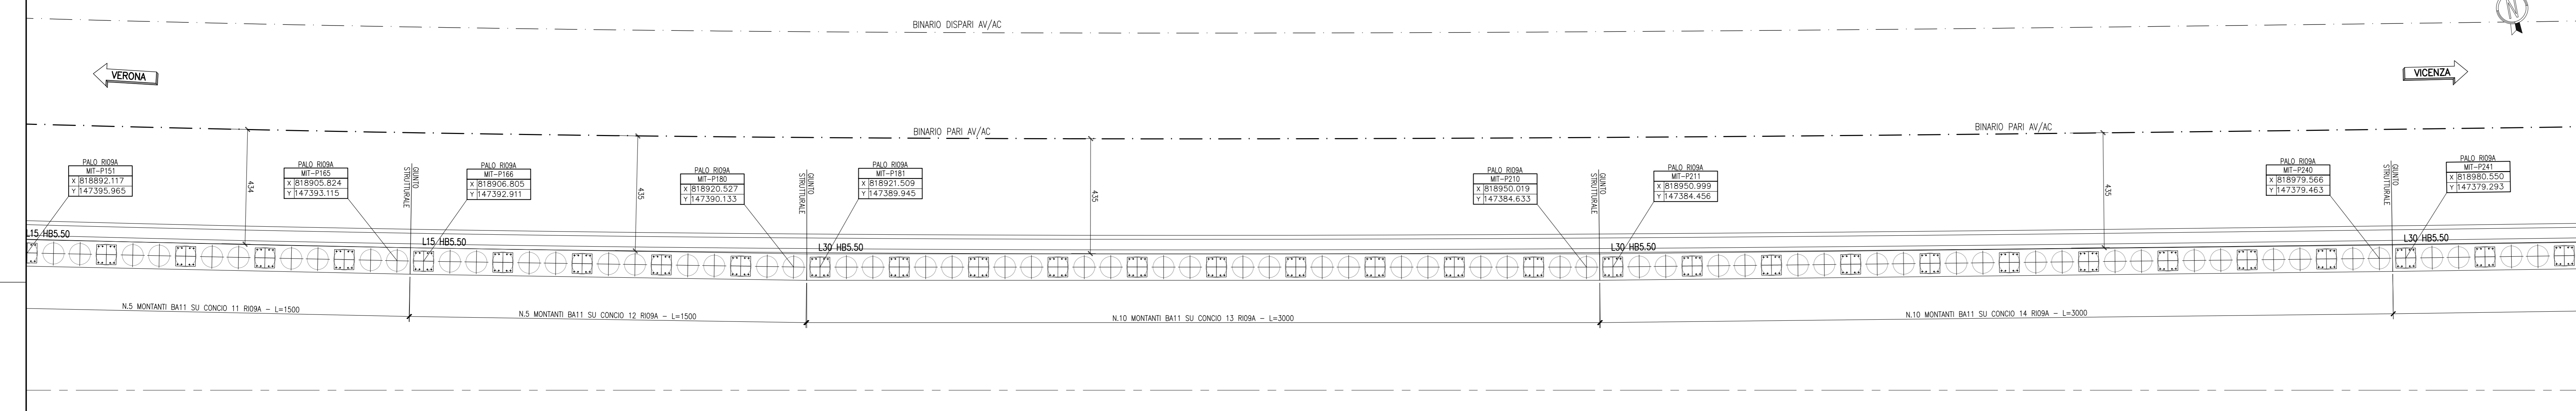 BINARIO DISPARI AV/AC
N
VERONA
VICENZA
BINARIO PARI AV/AC
BINARIO PARI AV/AC
PALO RI09A
MIT-P151
X 818892.117
Y 147395.965
434
PALO RI09A
MIT-P165
X 818905.824
Y 147393.115
GIUNTO
STRUTTURALE
PALO RI09A
MIT-P166
X 818906.805
Y 147392.911
435
PALO RI09A
MIT-P180
X 818920.527
Y 147390.133
GIUNTO
STRUTTURALE
PALO RI09A
MIT-P181
X 818921.509
Y 147389.945
435
PALO RI09A
MIT-P210
X 818950.019
Y 147384.633
GIUNTO
STRUTTURALE
PALO RI09A
MIT-P211
X 818950.999
Y 147384.456
435
PALO RI09A
MIT-P240
X 818979.566
Y 147379.463
GIUNTO
STRUTTURALE
PALO RI09A
MIT-P241
X 818980.550
Y 147379.293
L15 HB5.50
L15 HB5.50
L30 HB5.50
L30 HB5.50
L30 HB5.50
N.5 MONTANTI BA11 SU CONCIO 11 RI09A - L=1500
N.5 MONTANTI BA11 SU CONCIO 12 RI09A - L=1500
N.10 MONTANTI BA11 SU CONCIO 13 RI09A - L=3000
N.10 MONTANTI BA11 SU CONCIO 14 RI09A - L=3000